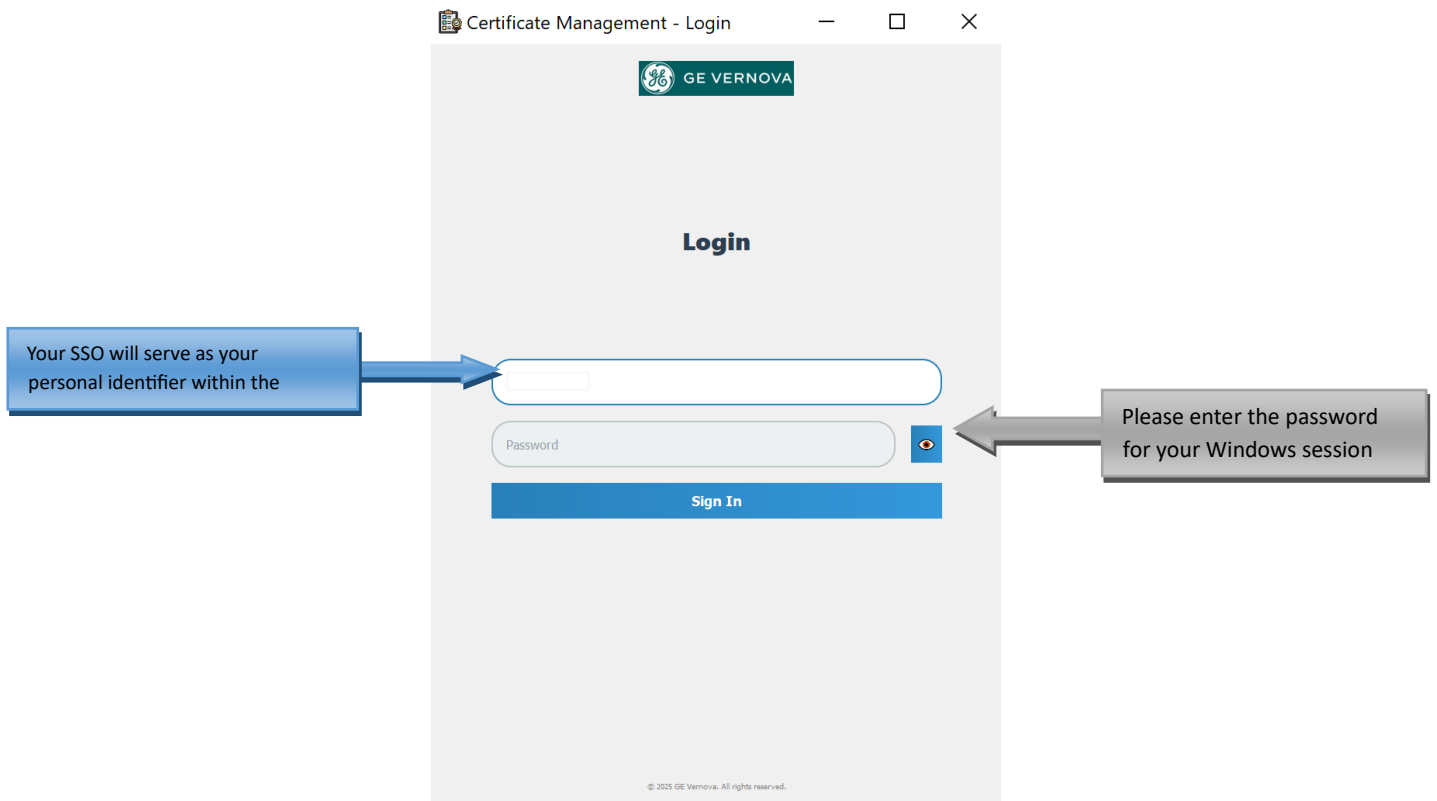 Certificate Management - Login
GE VERNOVA
Login
Your SSO will serve as your
personal identifier within the
Please enter the password
for your Windows session
Password
Sign In
© 2025 GE Vernova. All rights reserved.